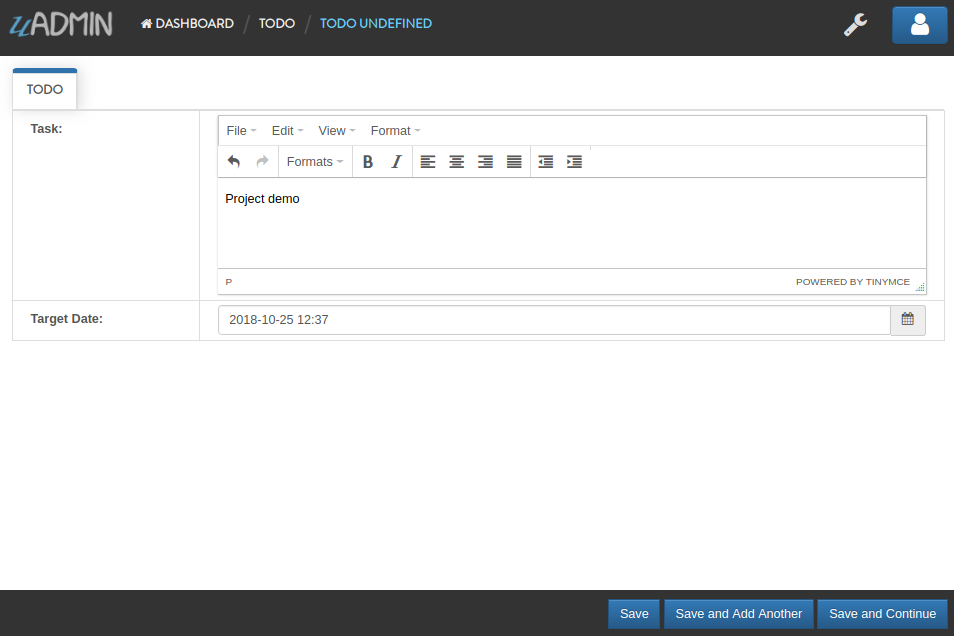 uADMIN DASHBOARD / TODO / TODO UNDEFINED
TODO
Task:
File Edit View Format
Formats B I
Project demo
P POWERED BY TINYMCE
Target Date:
2018-10-25 12:37
Save Save and Add Another Save and Continue